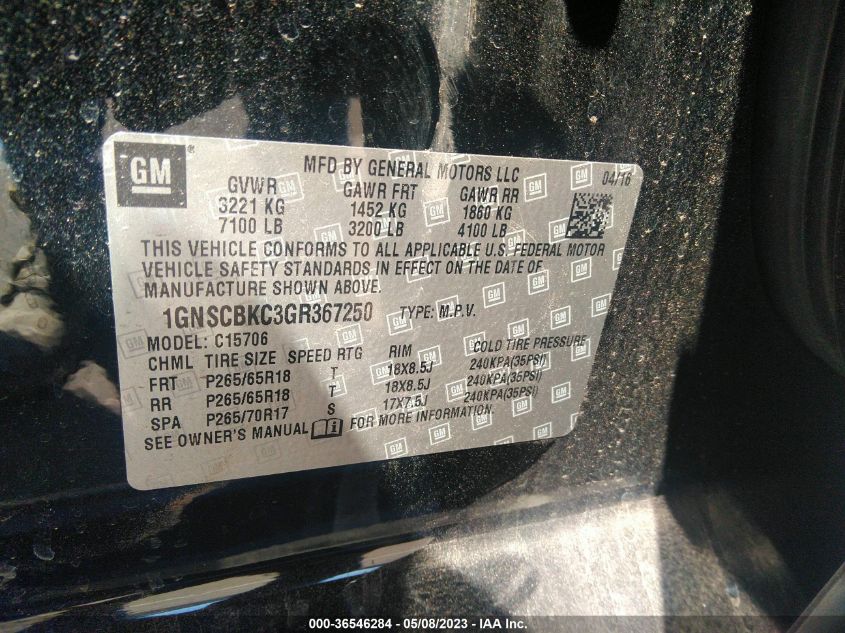 GM
MFD BY GENERAL MOTORS LLC 04/16
GVWR GAWR FRT GAWR RR
3221 KG 1452 KG 1860 KG
7100 LB 3200 LB 4100 LB
THIS VEHICLE CONFORMS TO ALL APPLICABLE U.S. FEDERAL MOTOR
VEHICLE SAFETY STANDARDS IN EFFECT ON THE DATE OF
MANUFACTURE SHOWN ABOVE.
1GNSCBKC3GR367250 TYPE: M.P.V.
MODEL: C15706
CHML TIRE SIZE SPEED RTG RIM COLD TIRE PRESSURE
FRT P265/65R18 T 18X8.5J 240KPA(35PSI)
RR P265/65R18 T 18X8.5J 240KPA(35PSI)
SPA P265/70R17 S 17X7.5J 240KPA(35PSI)
SEE OWNER'S MANUAL FOR MORE INFORMATION.
000-36546284 - 05/08/2023 - IAA Inc.